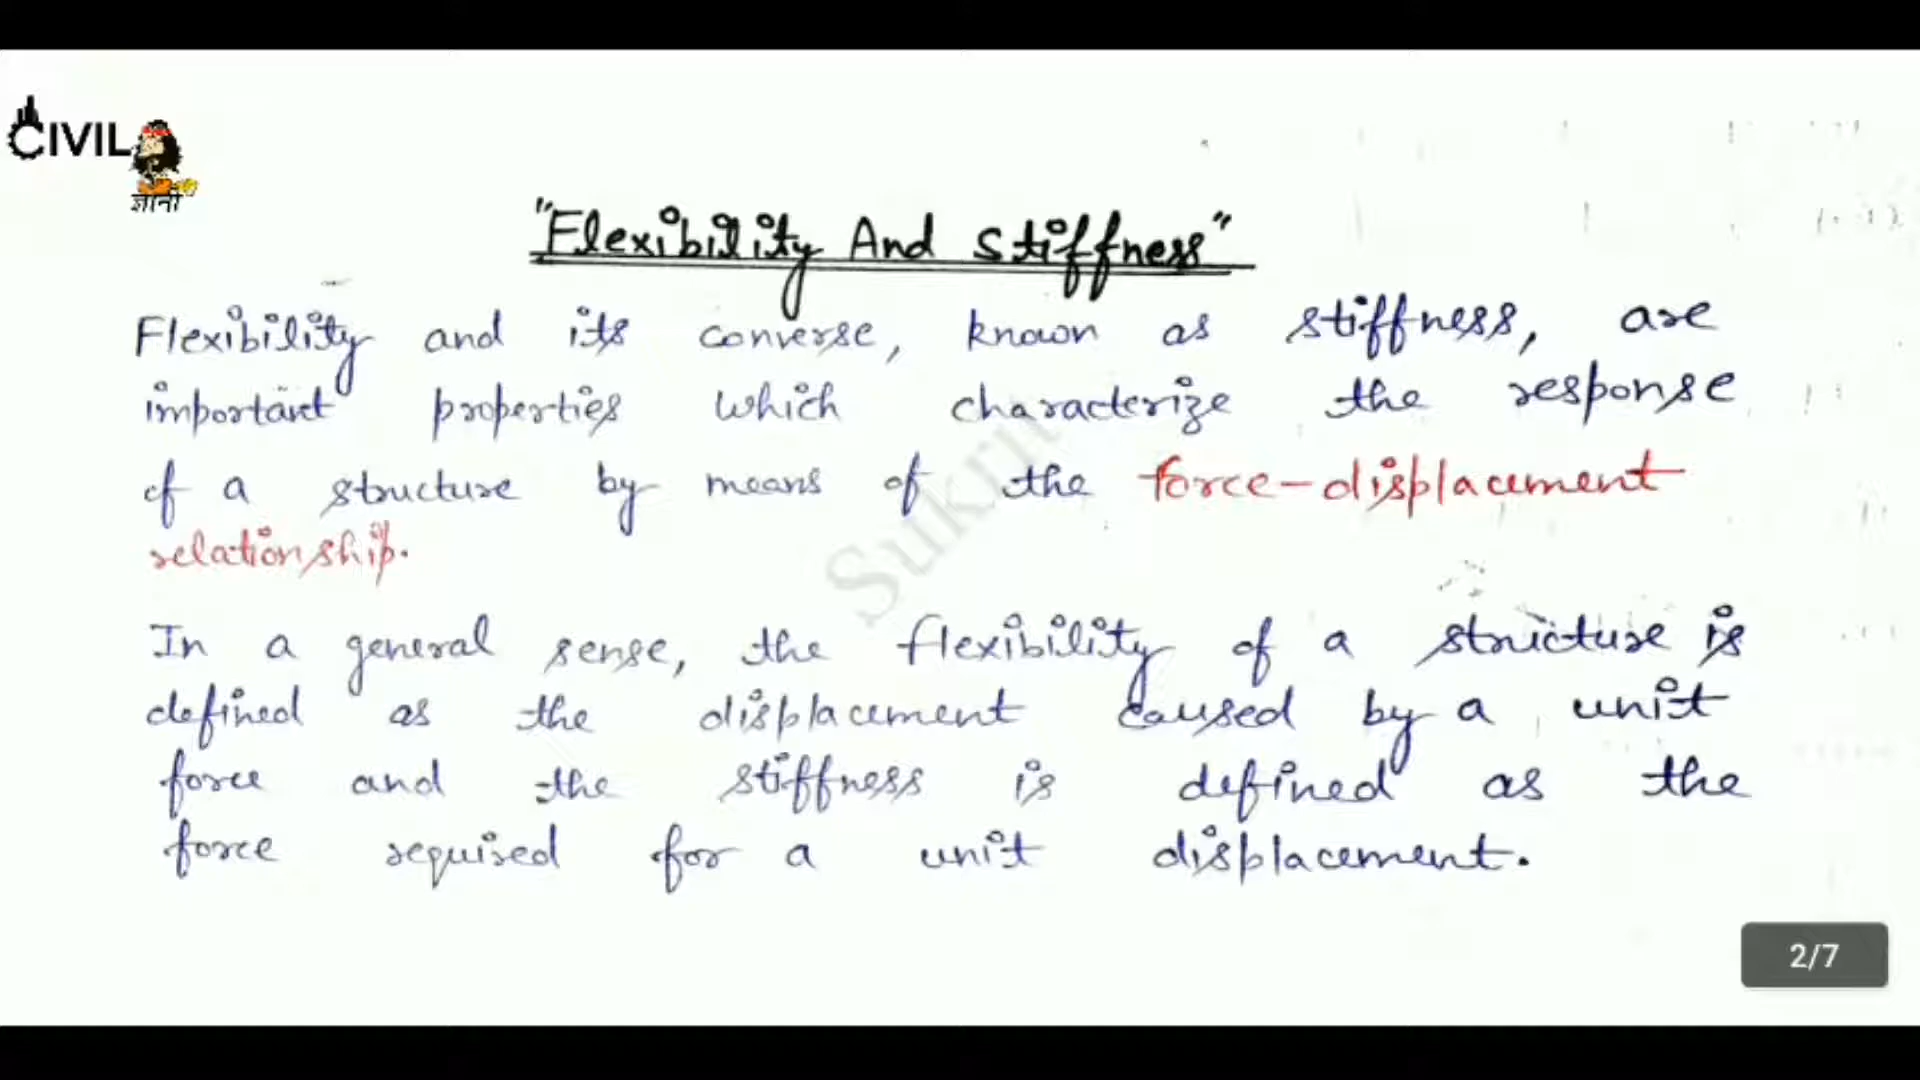 CIVIL
ज्ञानी
"Flexibility And Stiffness"
Flexibility and its converse, known as stiffness, are
important properties which characterize the response
of a structure by means of the force-displacement
relationship.
In a general sense, the flexibility of a structure is
defined as the displacement caused by a unit
force and the stiffness is defined as the
force required for a unit displacement.
Sukrit
2/7